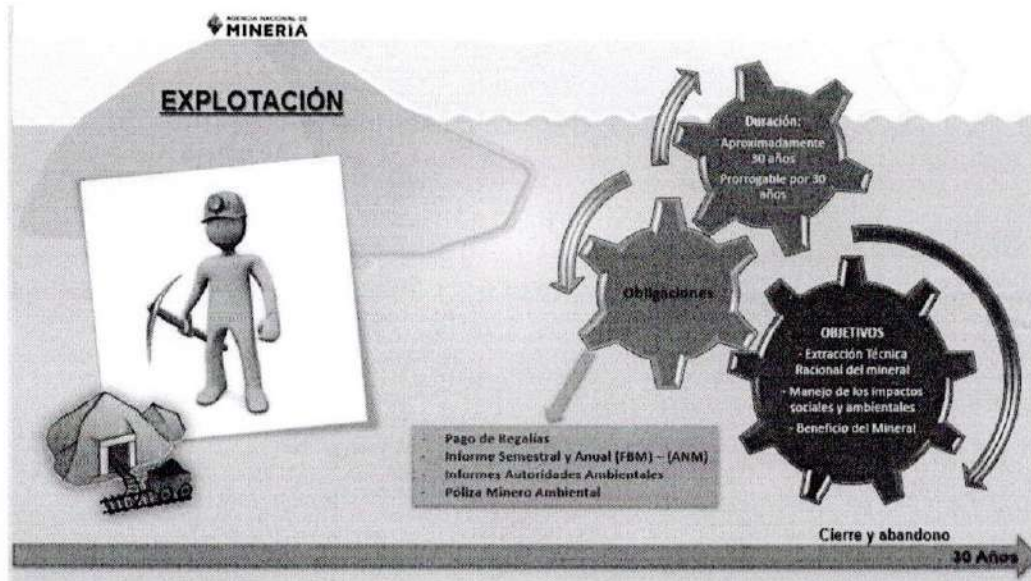 AGENCIA NACIONAL DE
MINERÍA
EXPLOTACIÓN
Duración:
Aproximadamente
30 años
Prorrogable por 30
años
Obligaciones
OBJETIVOS
- Extracción Técnica
Racional del mineral
- Manejo de los impactos
sociales y ambientales
- Beneficio del Mineral
- Pago de Regalías
- Informe Semestral y Anual (FBM) – (ANM)
- Informes Autoridades Ambientales
- Póliza Minero Ambiental
Cierre y abandono
30 Años